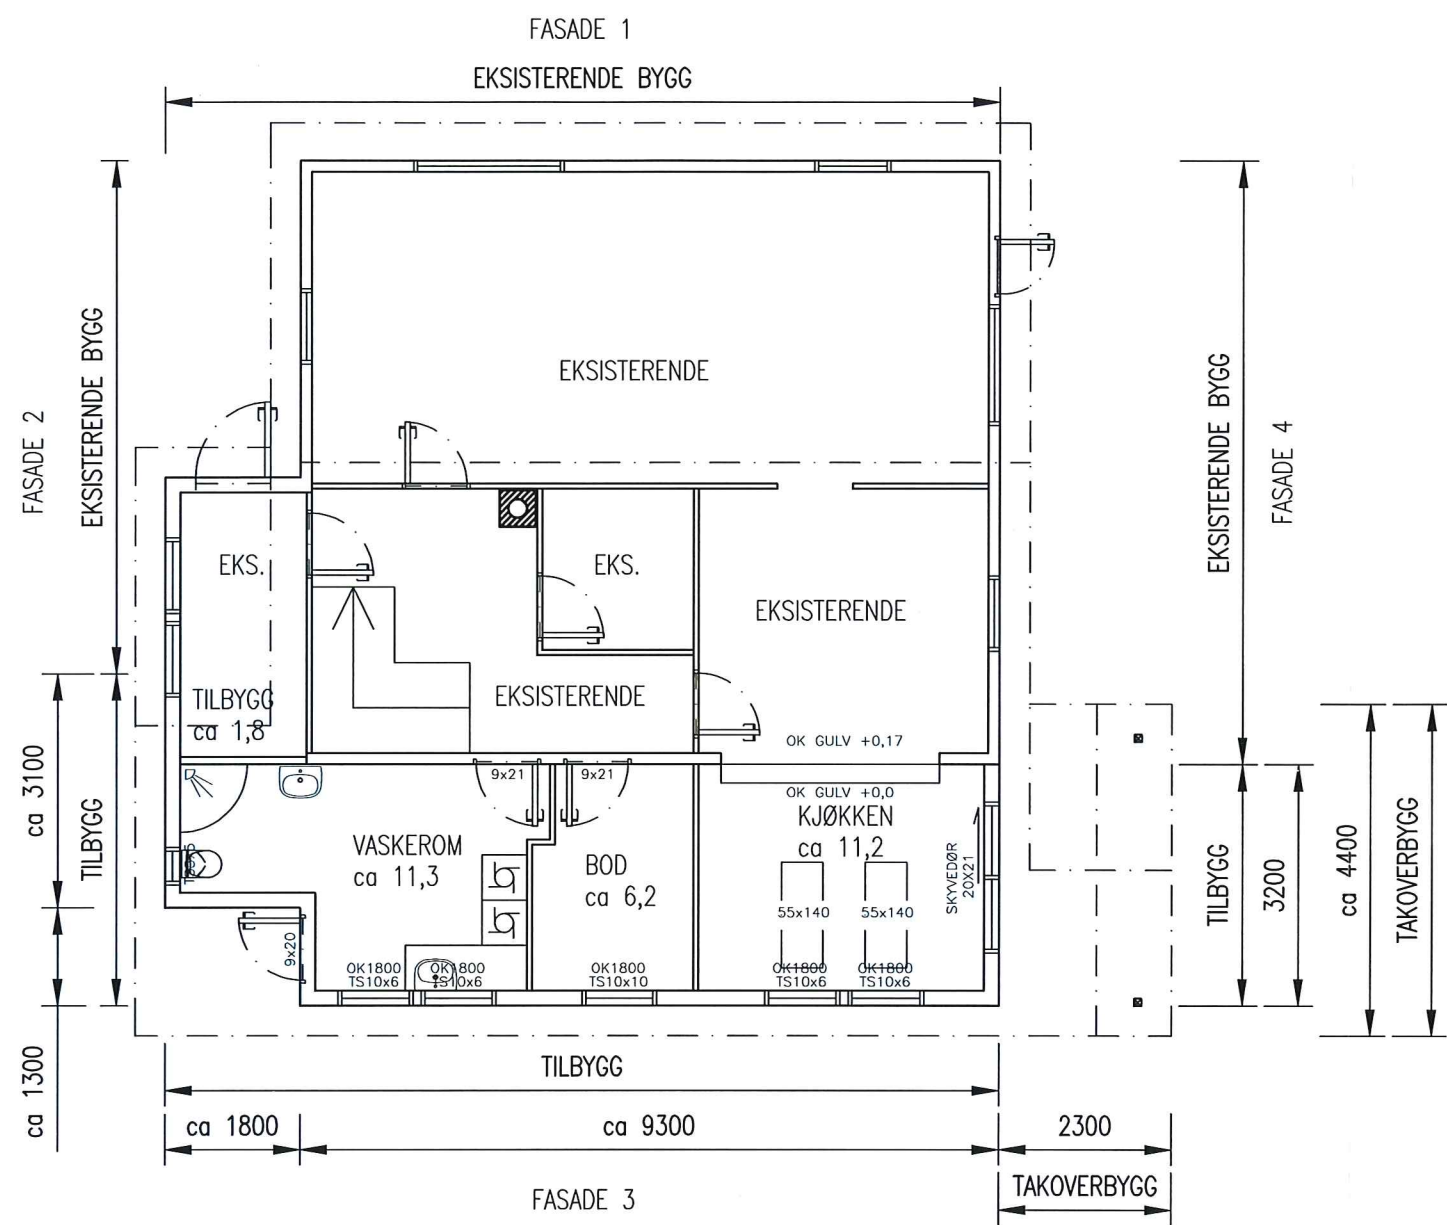 FASADE 1
EKSISTERENDE BYGG
EKSISTERENDE BYGG
FASADE 2
EKSISTERENDE
EKSISTERENDE BYGG
FASADE 4
EKS.
EKS.
EKSISTERENDE
TILBYGG
ca 1,8
EKSISTERENDE
OK GULV +0,17
9x21
9x21
OK GULV +0,0
KJØKKEN
ca 11,2
VASKEROM
ca 11,3
BOD
ca 6,2
SKYVEDØR
20X21
55x140
55x140
9x20
OK1800
TS10x6
OK1800
TS10x6
OK1800
TS10x10
OK1800
TS10x6
OK1800
TS10x6
ca 3100
TILBYGG
ca 1300
TILBYGG
3200
ca 4400
TAKOVERBYGG
TILBYGG
ca 1800
ca 9300
2300
TAKOVERBYGG
FASADE 3